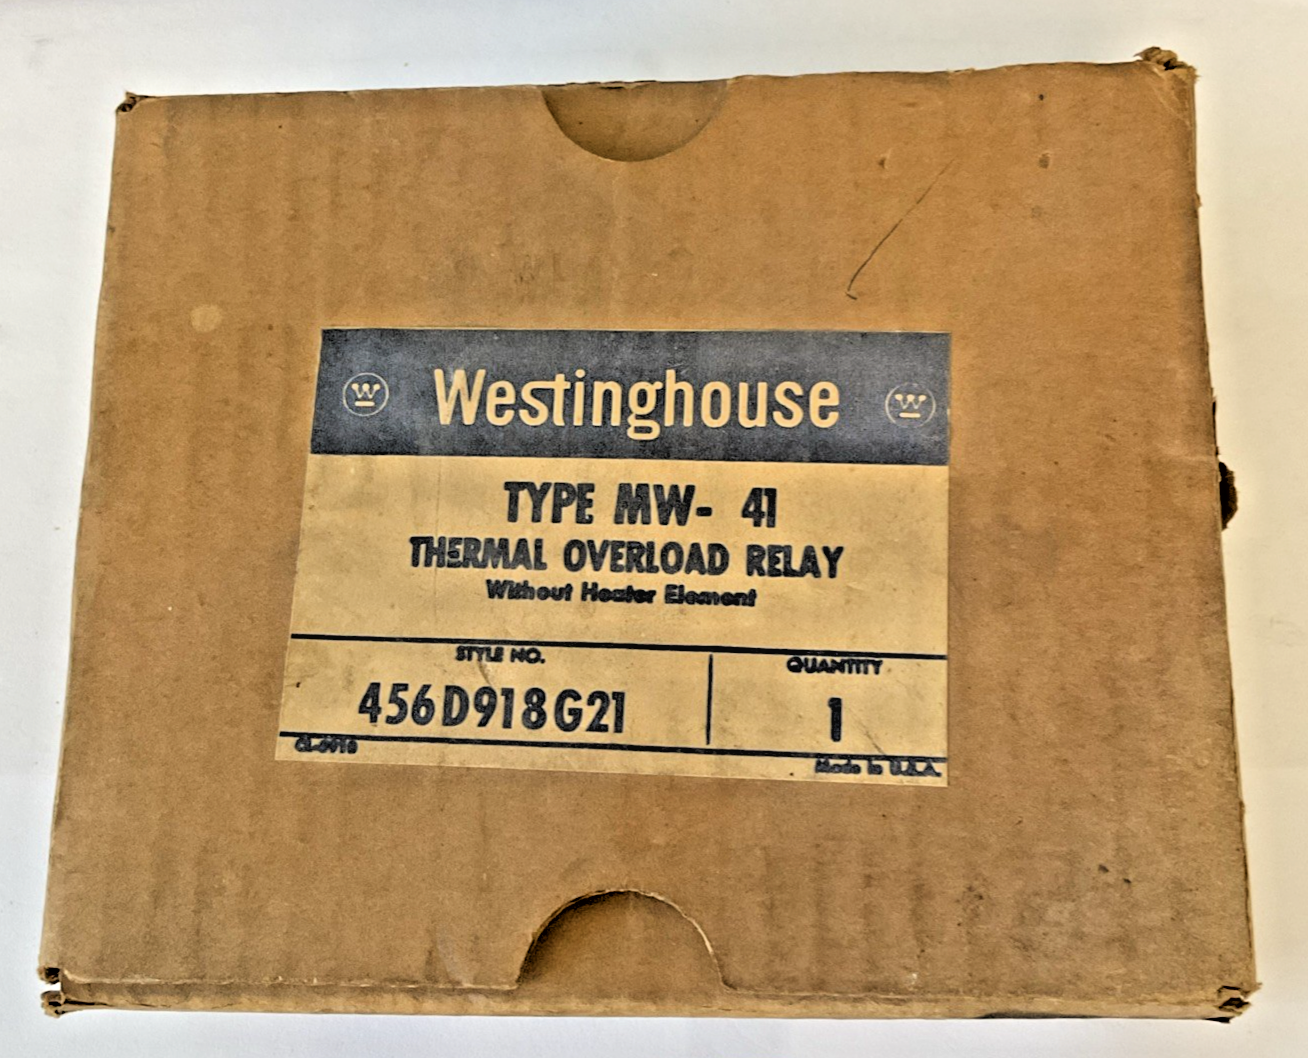 Westinghouse
TYPE MW- 41
THERMAL OVERLOAD RELAY
Without Heater Element
STYLE NO. QUANTITY
456D918G21 1
Made in U.S.A.